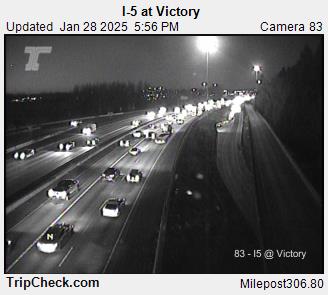 I-5 at Victory
Updated Jan 28 2025 5:56 PM Camera 83
T
83 - I5 @ Victory
N
TripCheck.com Milepost306.80